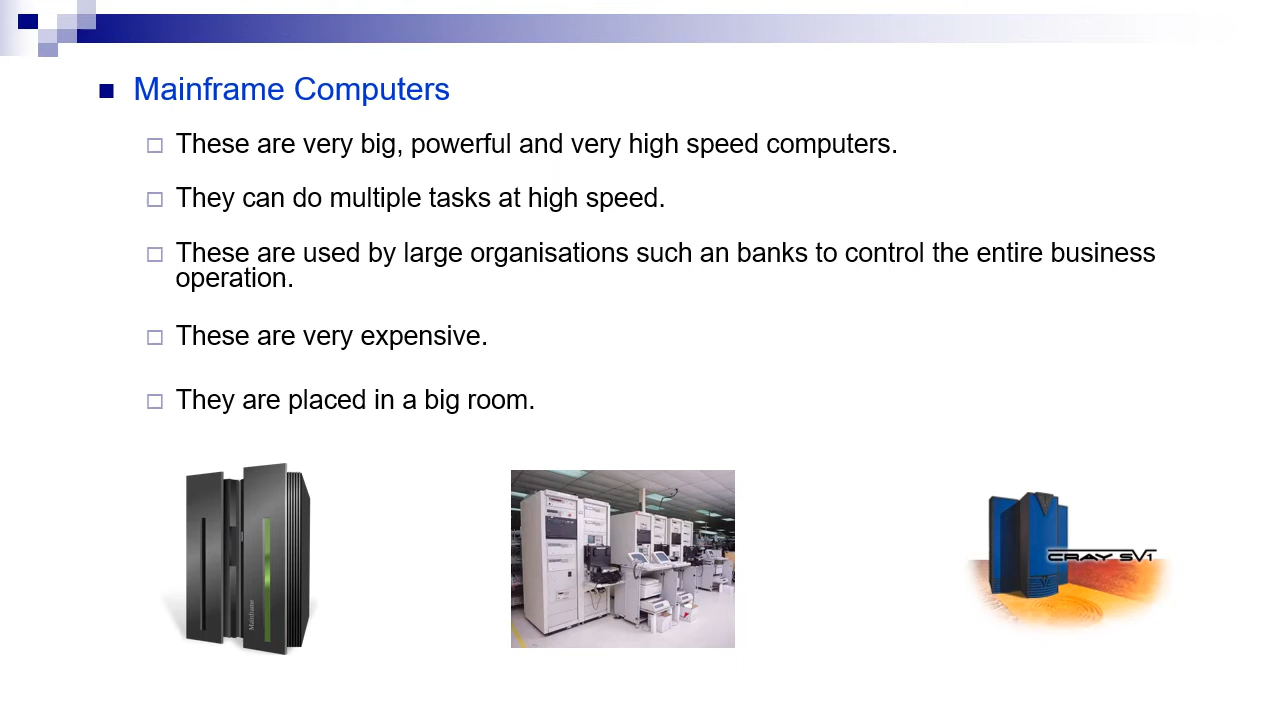 Mainframe Computers
These are very big, powerful and very high speed computers.
They can do multiple tasks at high speed.
These are used by large organisations such an banks to control the entire business
operation.
These are very expensive.
They are placed in a big room.
Mainframe
CRAY SV1